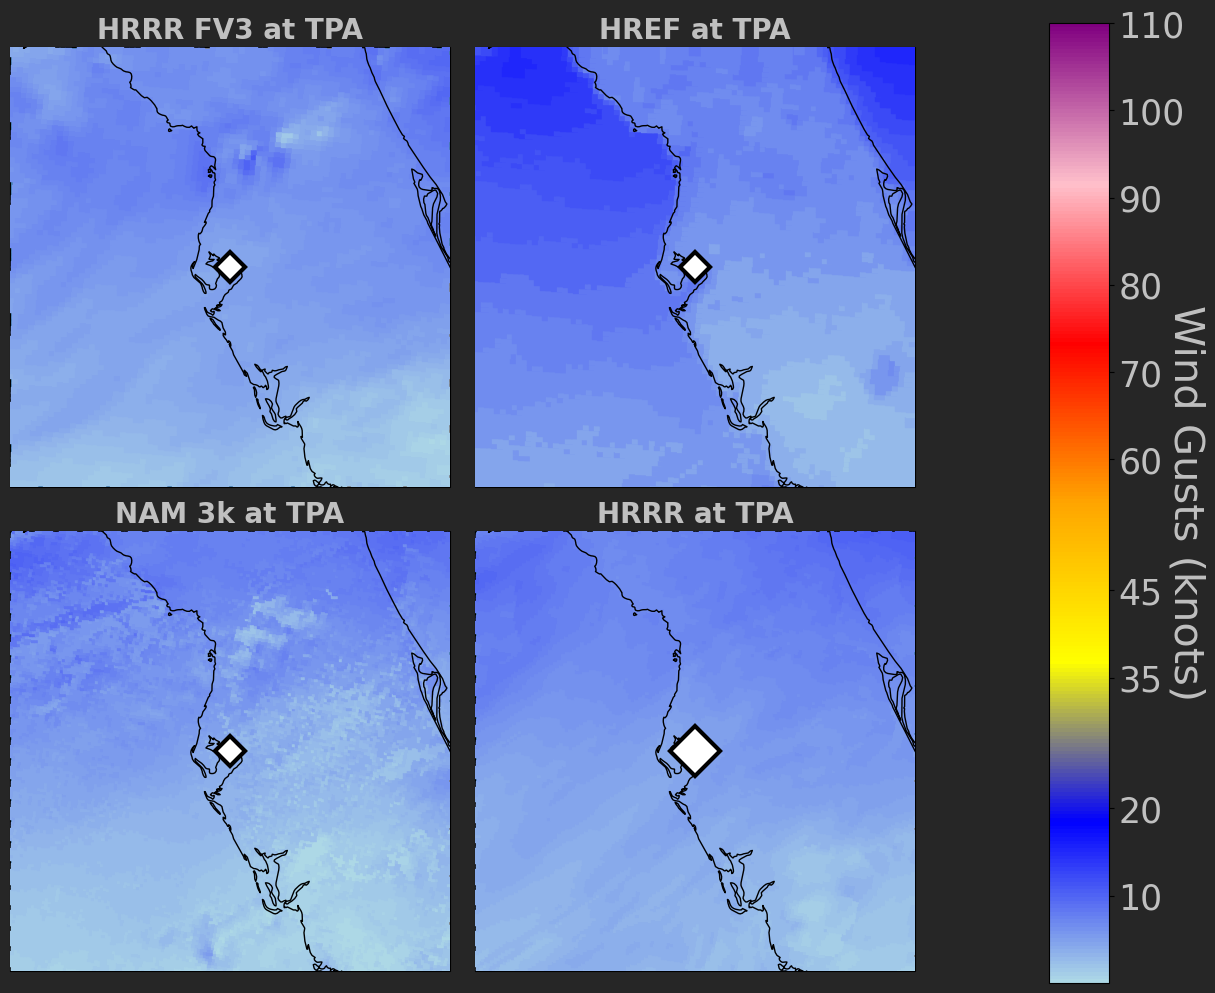 HRRR FV3 at TPA
HREF at TPA
NAM 3k at TPA
HRRR at TPA
110
100
90
80
70
60
45
35
20
10
Wind Gusts (knots)